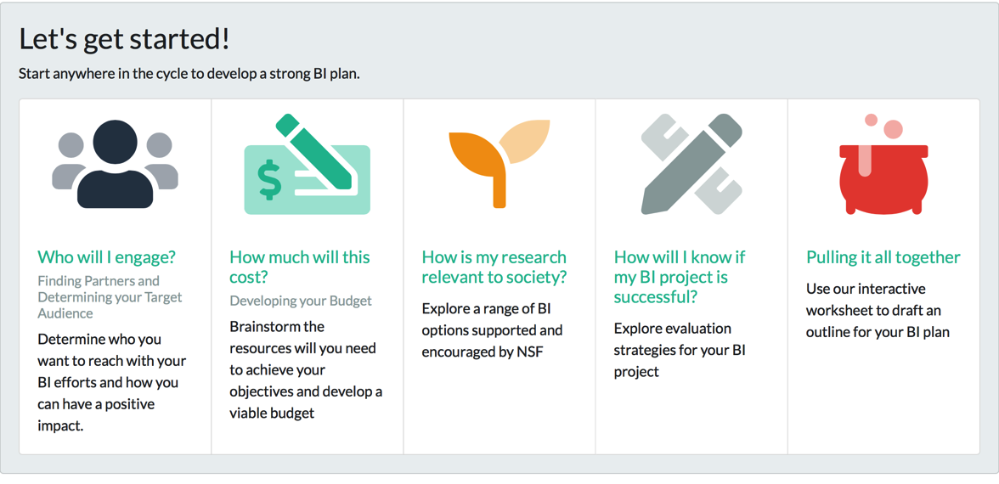 Let's get started!
Start anywhere in the cycle to develop a strong BI plan.
$
Who will I engage?
Finding Partners and
Determining your Target
Audience
Determine who you
want to reach with your
BI efforts and how you
can have a positive
impact.
How much will this
cost?
Developing your Budget
Brainstorm the
resources will you need
to achieve your
objectives and develop a
viable budget
How is my research
relevant to society?
Explore a range of BI
options supported and
encouraged by NSF
How will I know if
my BI project is
successful?
Explore evaluation
strategies for your BI
project
Pulling it all together
Use our interactive
worksheet to draft an
outline for your BI plan